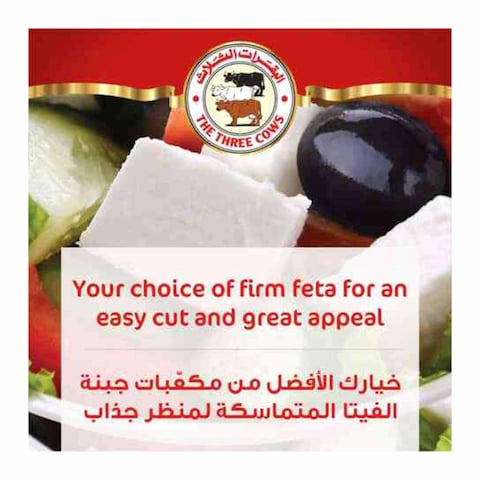 البقرات الثلاث
THE THREE COWS
Your choice of firm feta for an
easy cut and great appeal
خيارك الأفضل من مكعّبات جبنة
الفيتا المتماسكة لمنظر جذاب